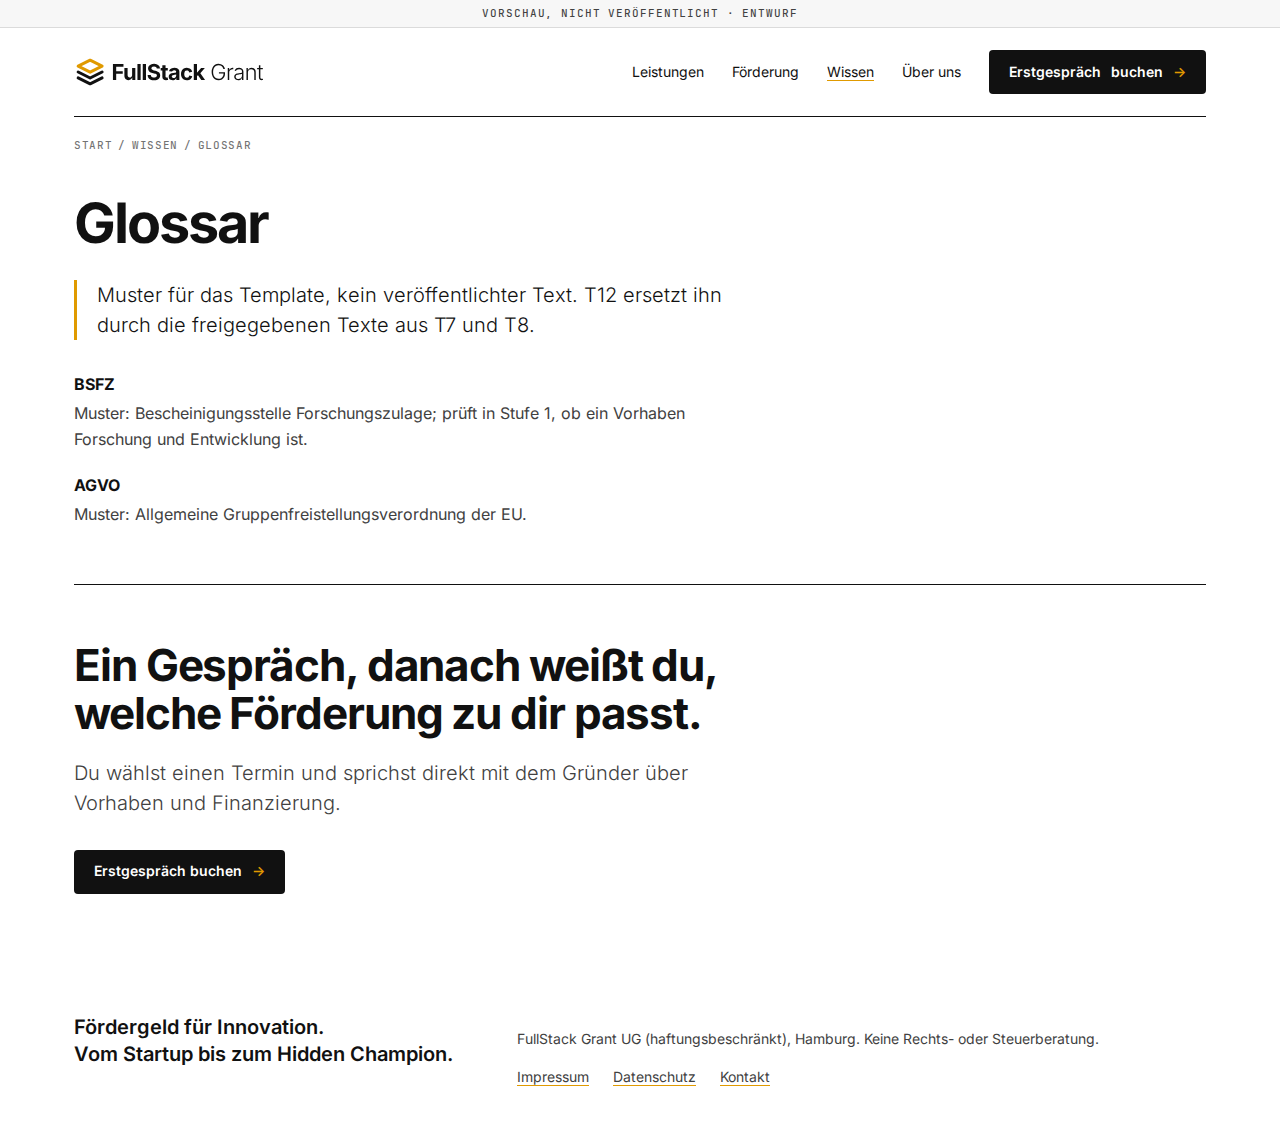 VORSCHAU, NICHT VERÖFFENTLICHT · ENTWURF
FullStack Grant
Leistungen
Förderung
Wissen
Über uns
Erstgespräch buchen →
START / WISSEN / GLOSSAR
Glossar
Muster für das Template, kein veröffentlichter Text. T12 ersetzt ihn
durch die freigegebenen Texte aus T7 und T8.
BSFZ
Muster: Bescheinigungsstelle Forschungszulage; prüft in Stufe 1, ob ein Vorhaben
Forschung und Entwicklung ist.
AGVO
Muster: Allgemeine Gruppenfreistellungsverordnung der EU.
Ein Gespräch, danach weißt du,
welche Förderung zu dir passt.
Du wählst einen Termin und sprichst direkt mit dem Gründer über
Vorhaben und Finanzierung.
Erstgespräch buchen →
Fördergeld für Innovation.
Vom Startup bis zum Hidden Champion.
FullStack Grant UG (haftungsbeschränkt), Hamburg. Keine Rechts- oder Steuerberatung.
Impressum
Datenschutz
Kontakt